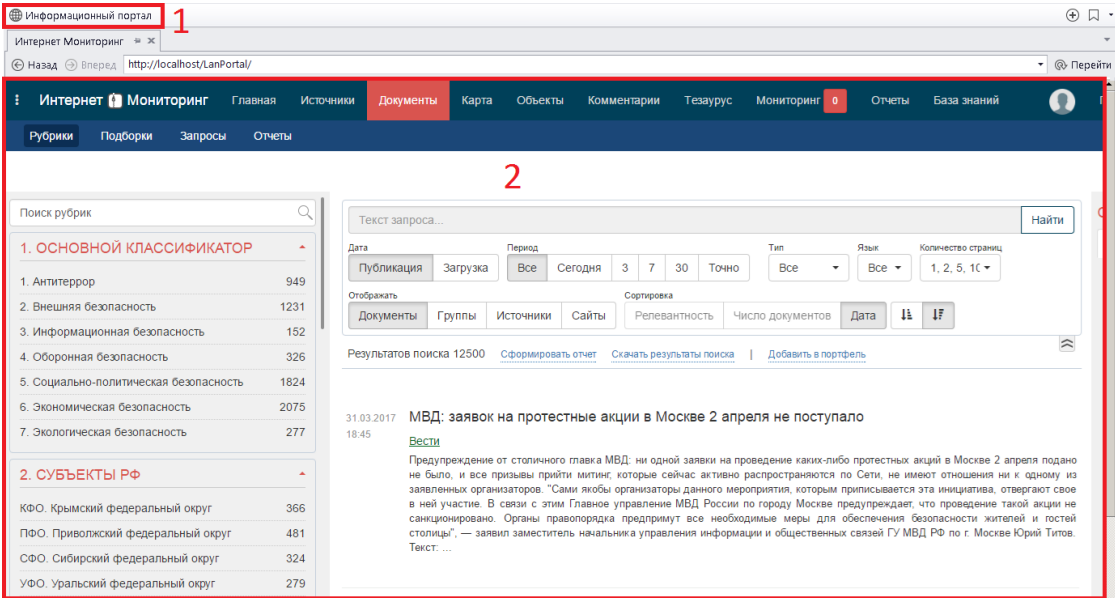 Информационный портал
1
Интернет Мониторинг
Назад Вперед http://localhost/LanPortal/ Перейти
Интернет Мониторинг Главная Источники Документы Карта Объекты Комментарии Тезаурус Мониторинг 0 Отчеты База знаний
Рубрики Подборки Запросы Отчеты
2
Поиск рубрик
1. ОСНОВНОЙ КЛАССИФИКАТОР
1. Антитеррор 949
2. Внешняя безопасность 1231
3. Информационная безопасность 152
4. Оборонная безопасность 326
5. Социально-политическая безопасность 1824
6. Экономическая безопасность 2075
7. Экологическая безопасность 277
2. СУБЪЕКТЫ РФ
КФО. Крымский федеральный округ 366
ПФО. Приволжский федеральный округ 481
СФО. Сибирский федеральный округ 324
УФО. Уральский федеральный округ 279
Текст запроса... Найти
Дата Период Тип Язык Количество страниц
Публикация Загрузка Все Сегодня 3 7 30 Точно Все Все 1, 2, 5, 1
Отображать Сортировка
Документы Группы Источники Сайты Релевантность Число документов Дата
Результатов поиска 12500 Сформировать отчет Скачать результаты поиска | Добавить в портфель
31.03.2017 МВД: заявок на протестные акции в Москве 2 апреля не поступало
18:45
Вести
Предупреждение от столичного главка МВД: ни одной заявки на проведение каких-либо протестных акций в Москве 2 апреля подано
не было, и все призывы прийти митинг, которые сейчас активно распространяются по Сети, не имеют отношения ни к одному из
заявленных организаторов. "Сами якобы организаторы данного мероприятия, которым приписывается эта инициатива, отвергают свое
в ней участие. В связи с этим Главное управление МВД России по городу Москве предупреждает, что проведение такой акции не
санкционировано. Органы правопорядка предпримут все необходимые меры для обеспечения безопасности жителей и гостей
столицы", — заявил заместитель начальника управления информации и общественных связей ГУ МВД РФ по г. Москве Юрий Титов.
Текст: ...